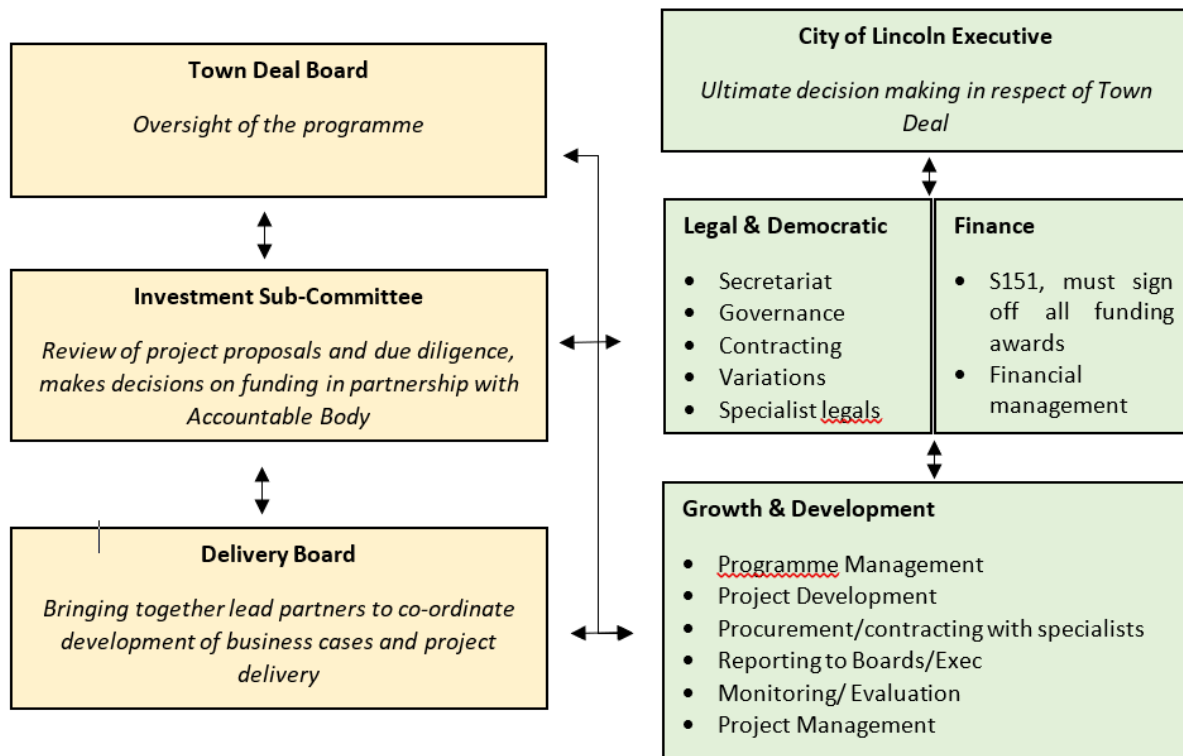 Town Deal Board
Oversight of the programme
Investment Sub-Committee
Review of project proposals and due diligence,
makes decisions on funding in partnership with
Accountable Body
Delivery Board
Bringing together lead partners to co-ordinate
development of business cases and project
delivery
City of Lincoln Executive
Ultimate decision making in respect of Town
Deal
Legal & Democratic
• Secretariat
• Governance
• Contracting
• Variations
• Specialist legals
Finance
• S151, must sign
off all funding
awards
• Financial
management
Growth & Development
• Programme Management
• Project Development
• Procurement/contracting with specialists
• Reporting to Boards/Exec
• Monitoring/ Evaluation
• Project Management